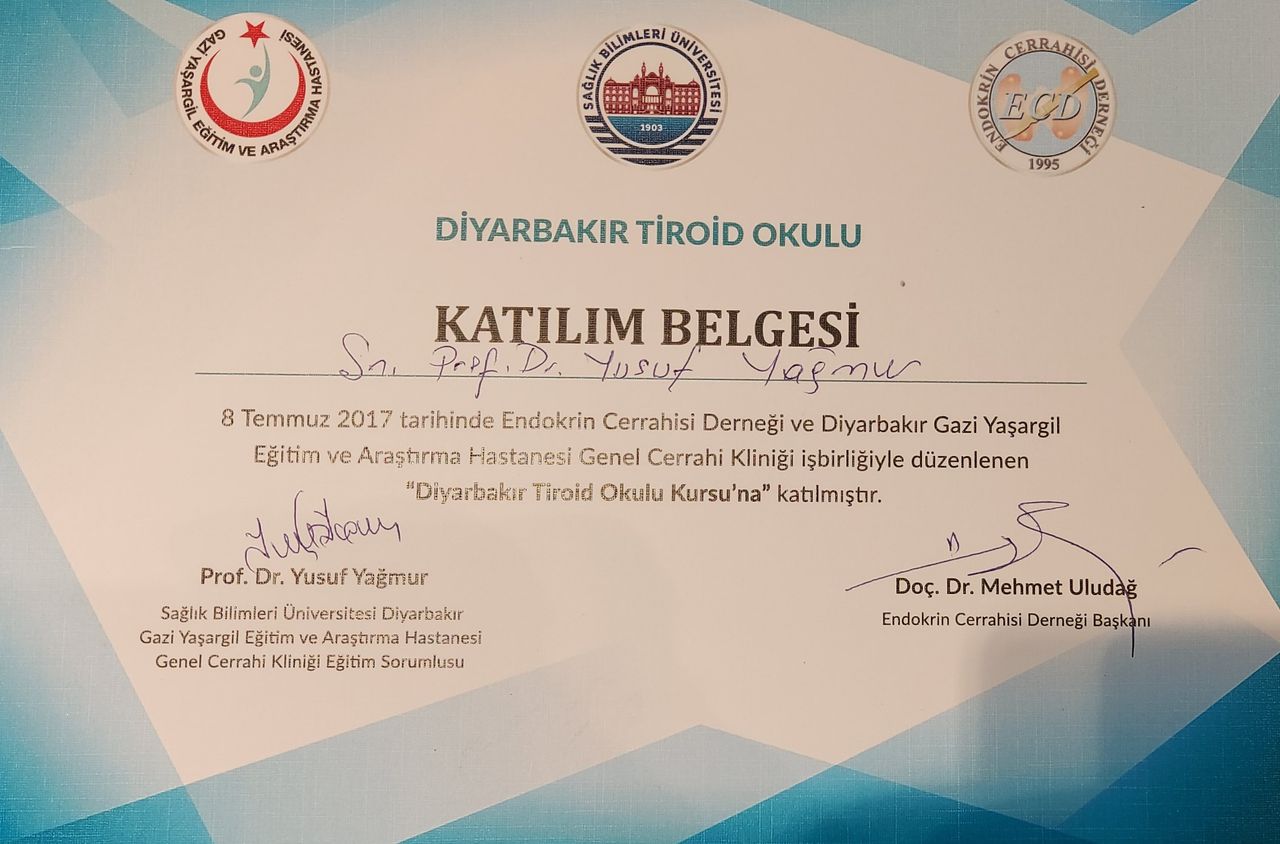 GAZİ YAŞARGİL EĞİTİM VE ARAŞTIRMA HASTANESİ
SAĞLIK BİLİMLERİ ÜNİVERSİTESİ
1903
ENDOKRİN CERRAHİSİ DERNEĞİ
ECD
1995
DİYARBAKIR TİROİD OKULU
KATILIM BELGESİ
Sn. Prof. Dr. Yusuf Yağmur
8 Temmuz 2017 tarihinde Endokrin Cerrahisi Derneği ve Diyarbakır Gazi Yaşargil
Eğitim ve Araştırma Hastanesi Genel Cerrahi Kliniği işbirliğiyle düzenlenen
“Diyarbakır Tiroid Okulu Kursu’na” katılmıştır.
Prof. Dr. Yusuf Yağmur
Sağlık Bilimleri Üniversitesi Diyarbakır
Gazi Yaşargil Eğitim ve Araştırma Hastanesi
Genel Cerrahi Kliniği Eğitim Sorumlusu
Doç. Dr. Mehmet Uludağ
Endokrin Cerrahisi Derneği Başkanı